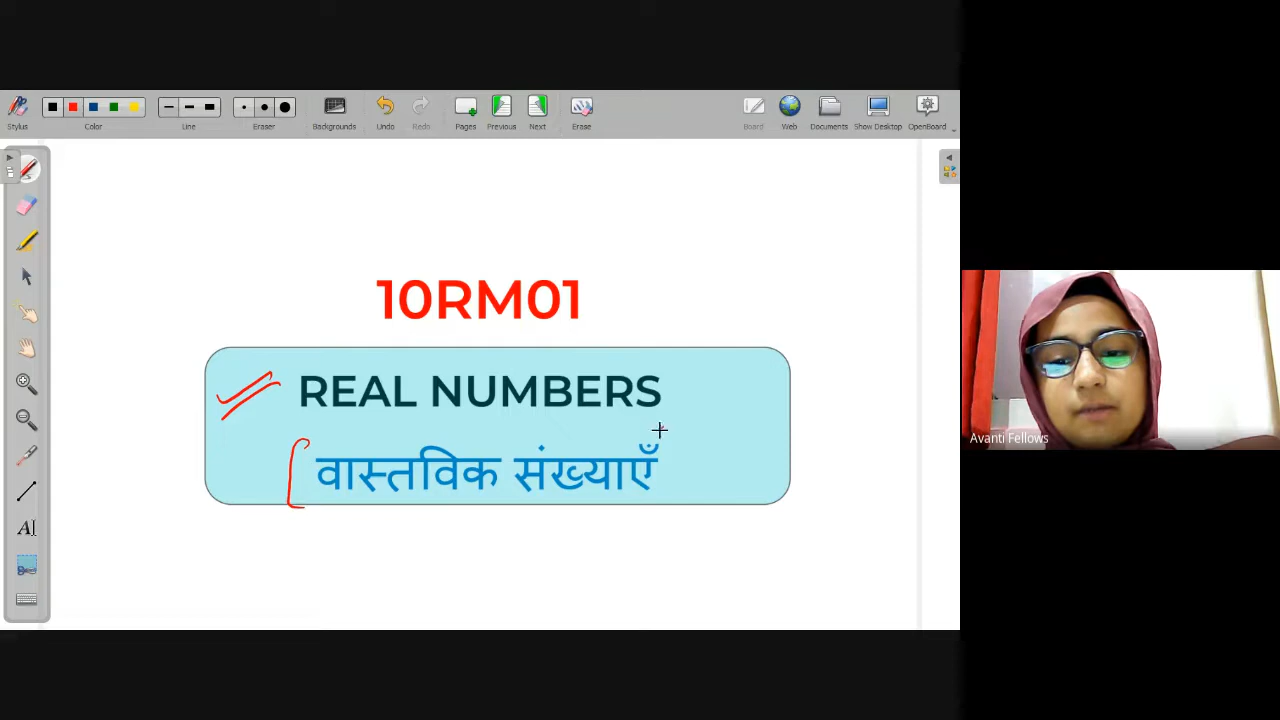 Stylus
Color
Line
Eraser
Backgrounds
Undo
Redo
Pages
Previous
Next
Erase
Board
Web
Documents
Show Desktop
OpenBoard
10RM01
REAL NUMBERS
वास्तविक संख्याएँ
AI
Avanti Fellows